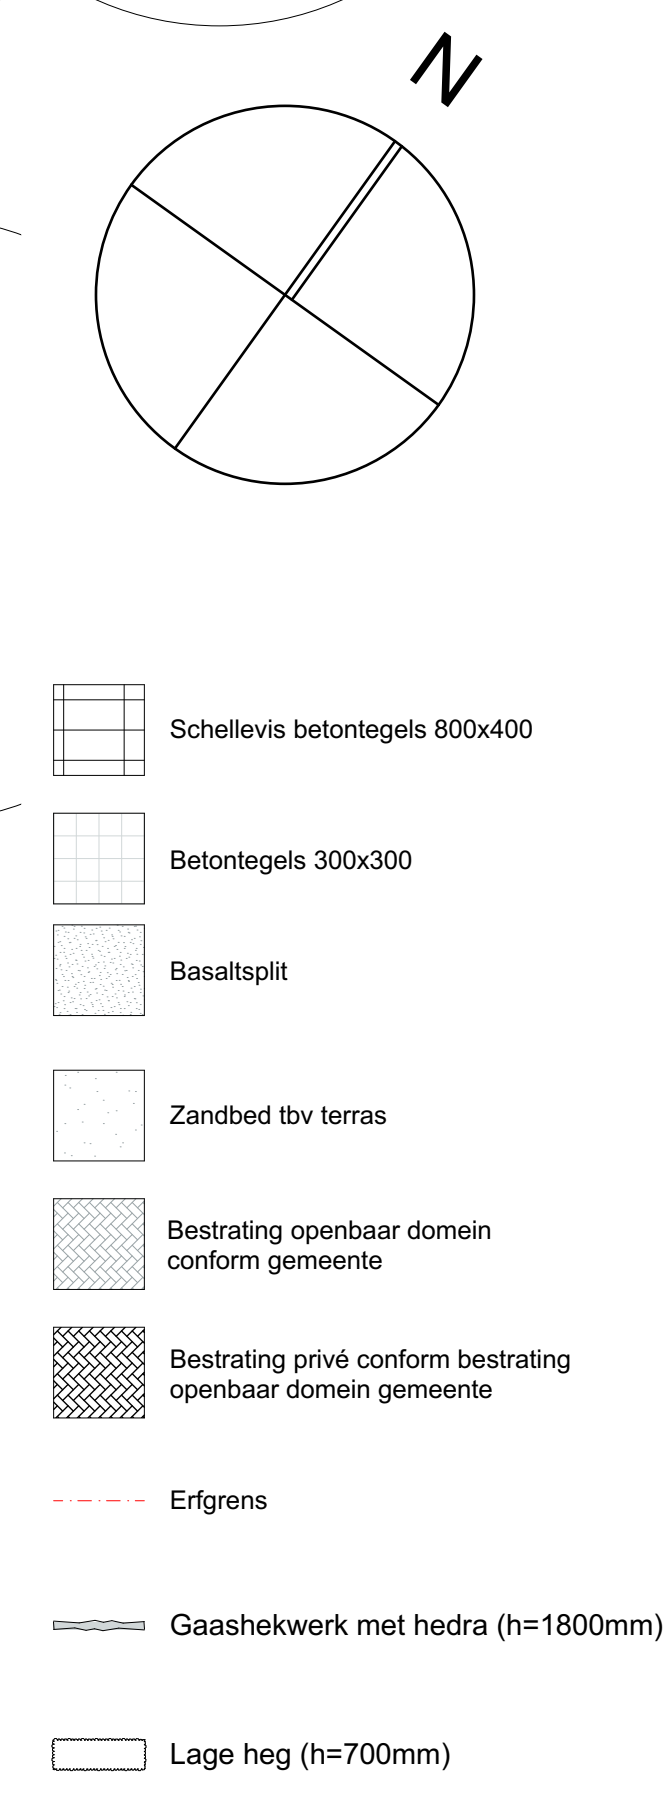 N
Schellevis betontegels 800x400
Betontegels 300x300
Basaltsplit
Zandbed tbv terras
Bestrating openbaar domein
conform gemeente
Bestrating privé conform bestrating
openbaar domein gemeente
Erfgrens
Gaashekwerk met hedra (h=1800mm)
Lage heg (h=700mm)